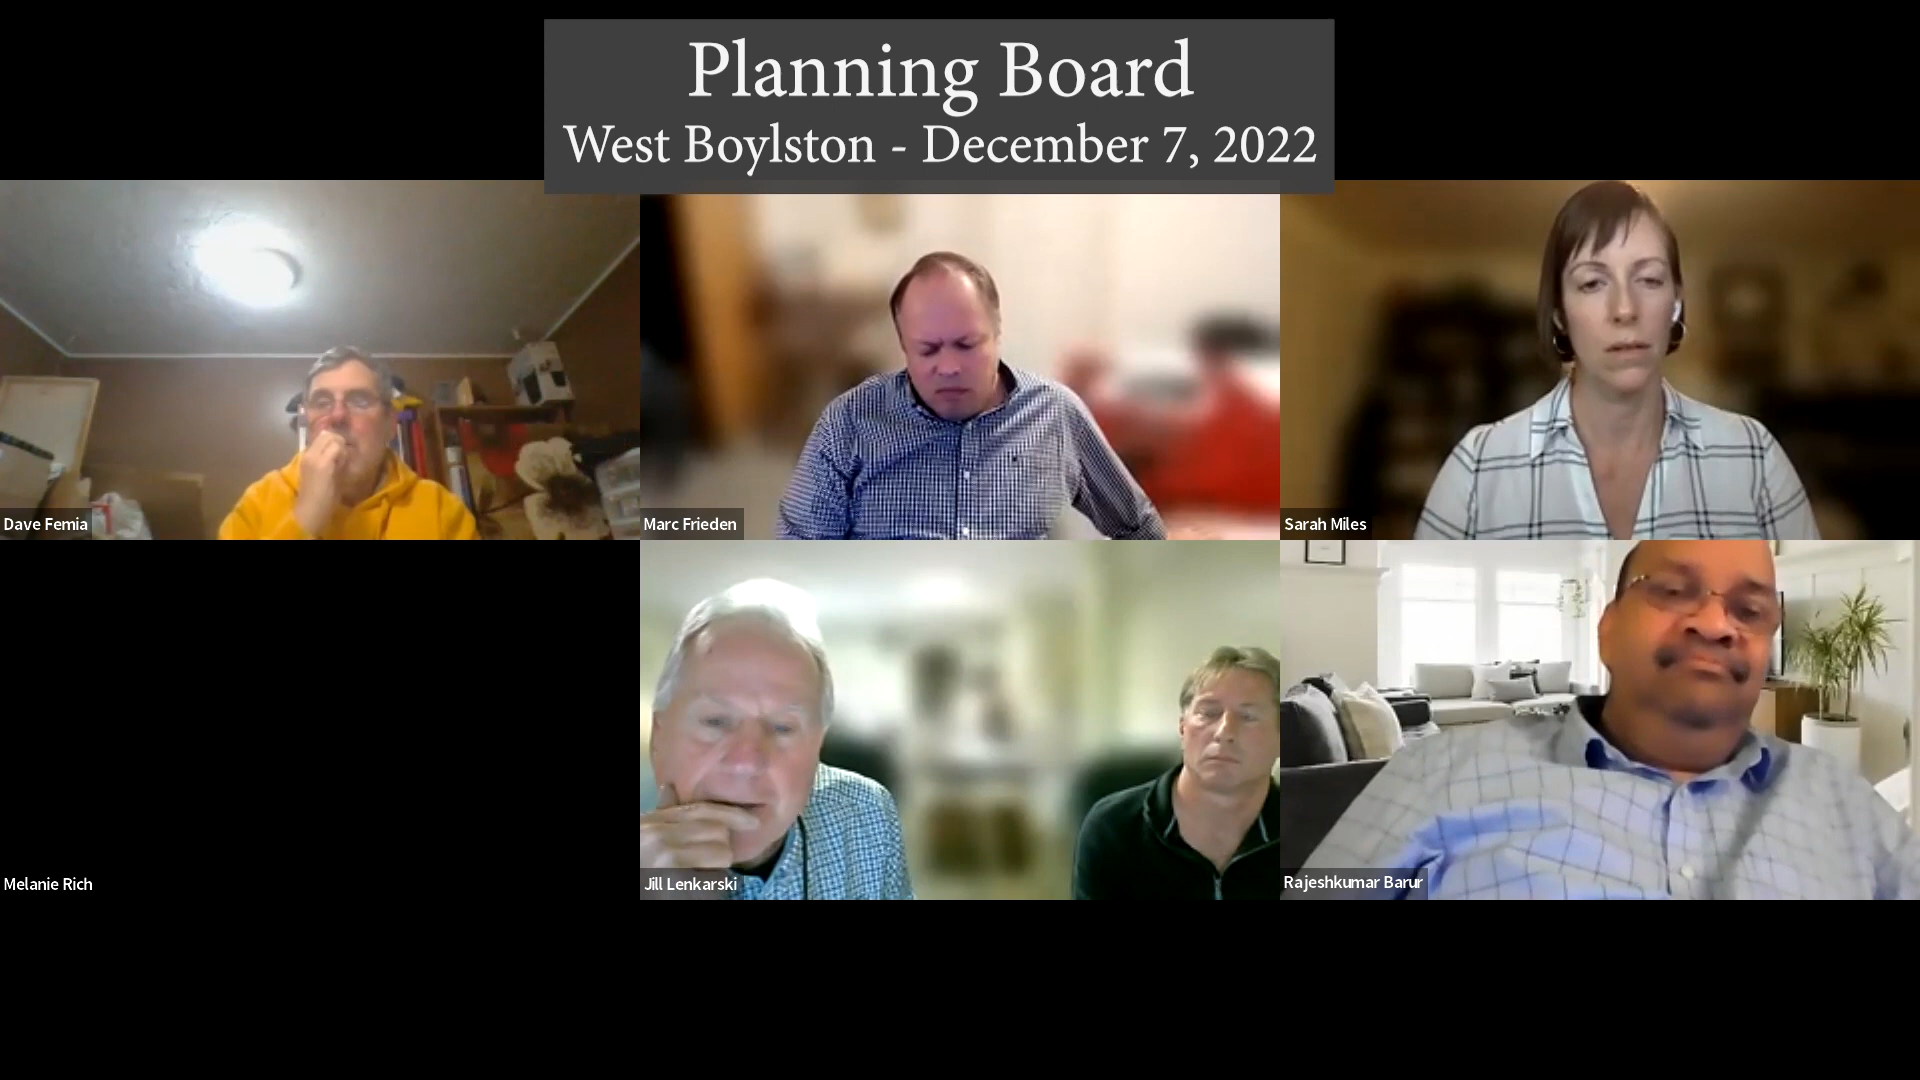 Planning Board
West Boylston - December 7, 2022
Dave Femia
Marc Frieden
Sarah Miles
Melanie Rich
Jill Lenkarski
Rajeshkumar Barur